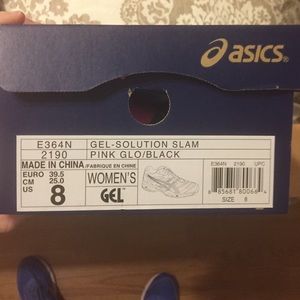 asics
E364N GEL-SOLUTION SLAM
2190 PINK GLO/BLACK
MADE IN CHINA /FABRIQUE EN CHINE
EURO 39.5
CM 25.0
US 8
WOMEN'S
GEL
E364N 2190 UPC
SIZE 8